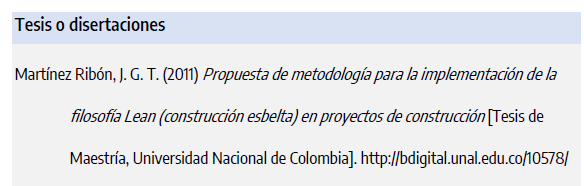 Tesis o disertaciones
Martínez Ribón, J. G. T. (2011) Propuesta de metodología para la implementación de la
filosofía Lean (construcción esbelta) en proyectos de construcción [Tesis de
Maestría, Universidad Nacional de Colombia]. http://bdigital.unal.edu.co/10578/